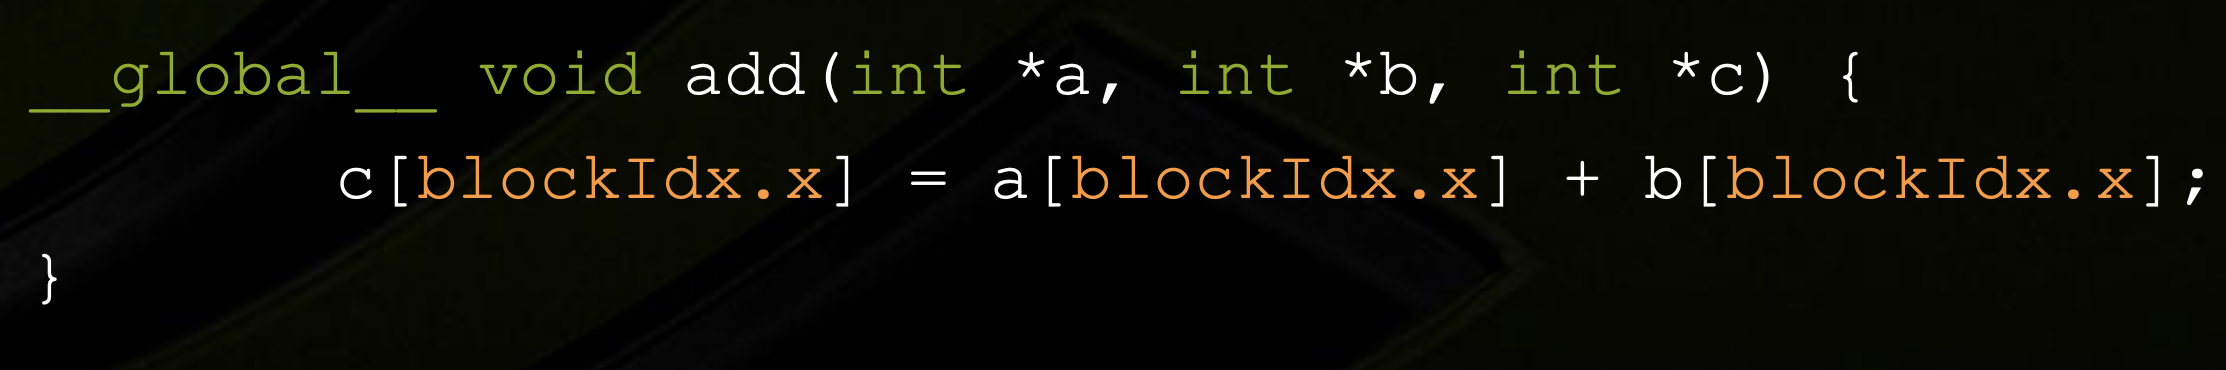 __global__ void add(int *a, int *b, int *c) {
c[blockIdx.x] = a[blockIdx.x] + b[blockIdx.x];
}